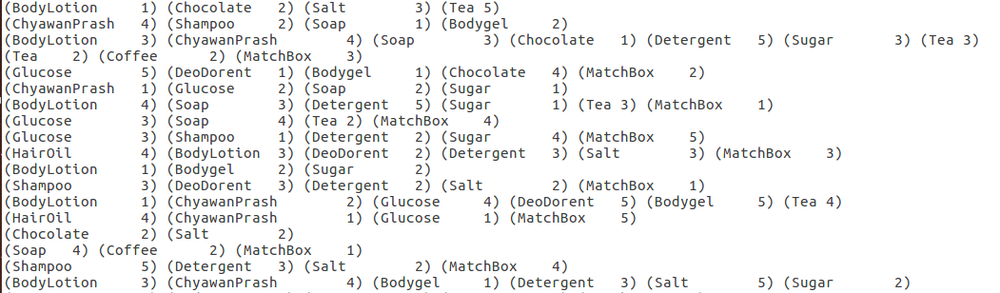 (BodyLotion 1) (Chocolate 2) (Salt 3) (Tea 5)
(ChyawanPrash 4) (Shampoo 2) (Soap 1) (Bodygel 2)
(BodyLotion 3) (ChyawanPrash 4) (Soap 3) (Chocolate 1) (Detergent 5) (Sugar 3) (Tea 3)
(Tea 2) (Coffee 2) (MatchBox 3)
(Glucose 5) (DeoDorent 1) (Bodygel 1) (Chocolate 4) (MatchBox 2)
(ChyawanPrash 1) (Glucose 2) (Soap 2) (Sugar 1)
(BodyLotion 4) (Soap 3) (Detergent 5) (Sugar 1) (Tea 3) (MatchBox 1)
(Glucose 3) (Soap 4) (Tea 2) (MatchBox 4)
(Glucose 3) (Shampoo 1) (Detergent 2) (Sugar 4) (MatchBox 5)
(HairOil 4) (BodyLotion 3) (DeoDorent 2) (Detergent 3) (Salt 3) (MatchBox 3)
(BodyLotion 1) (Bodygel 2) (Sugar 2)
(Shampoo 3) (DeoDorent 3) (Detergent 2) (Salt 2) (MatchBox 1)
(BodyLotion 1) (ChyawanPrash 2) (Glucose 4) (DeoDorent 5) (Bodygel 5) (Tea 4)
(HairOil 4) (ChyawanPrash 1) (Glucose 1) (MatchBox 5)
(Chocolate 2) (Salt 2)
(Soap 4) (Coffee 2) (MatchBox 1)
(Shampoo 5) (Detergent 3) (Salt 2) (MatchBox 4)
(BodyLotion 3) (ChyawanPrash 4) (Bodygel 1) (Detergent 3) (Salt 5) (Sugar 2)